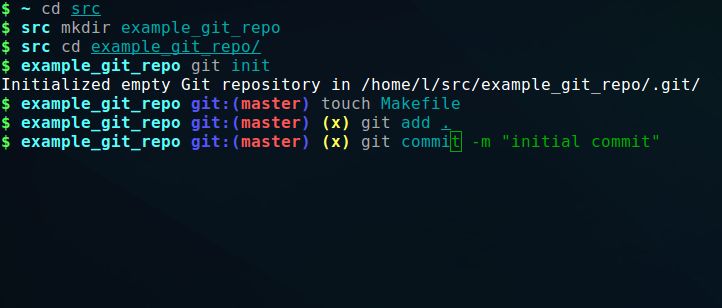 $ ~ cd src
$ src mkdir example_git_repo
$ src cd example_git_repo/
$ example_git_repo git init
Initialized empty Git repository in /home/l/src/example_git_repo/.git/
$ example_git_repo git:(master) touch Makefile
$ example_git_repo git:(master) (x) git add .
$ example_git_repo git:(master) (x) git commit -m "initial commit"